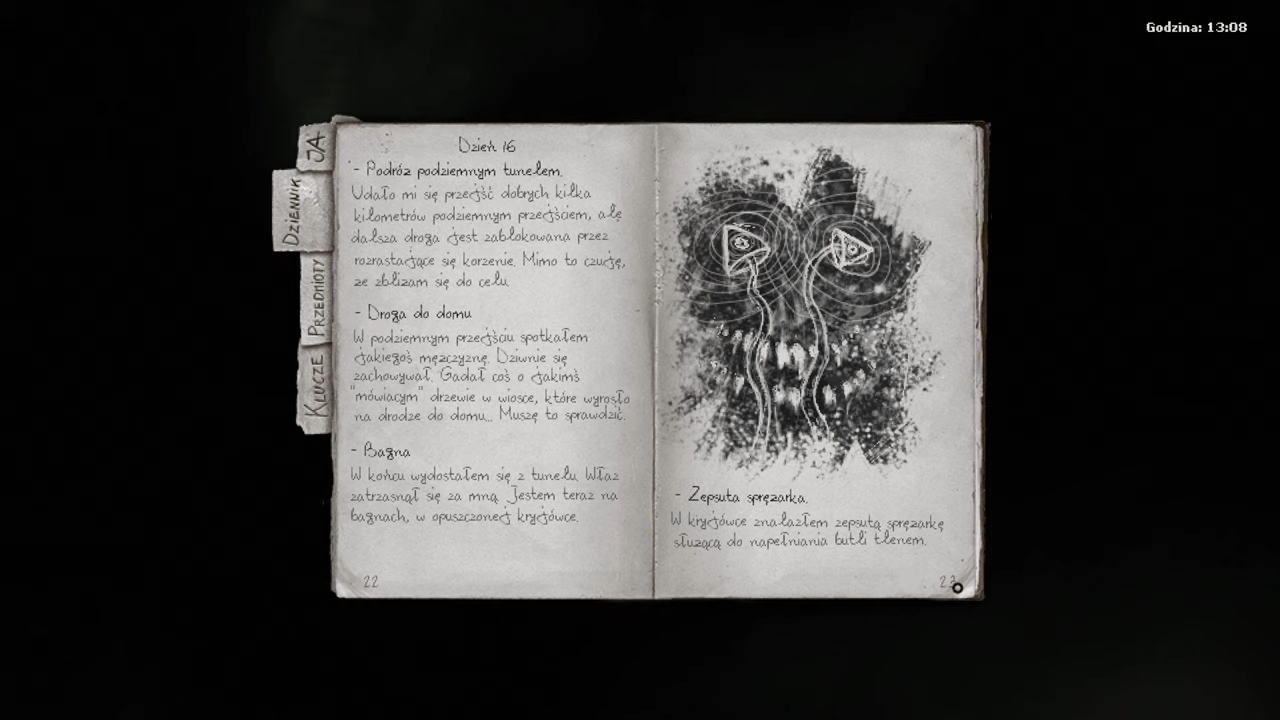 Godzina: 13:08
JA
DZIENNIK
PRZEDMIOTY
KLUCZE
Dzień 16
- Podróż podziemnym tunelem.
Udało mi się przejść dobrych kilka
kilometrów podziemnym przejściem, ale
dalsza droga jest zablokowana przez
rozrastające się korzenie. Mimo to czuję,
że zbliżam się do celu.
- Droga do domu
W podziemnym przejściu spotkałem
jakiegoś mężczyznę. Dziwnie się
zachowywał. Gadał coś o jakimś
"mówiącym" drzewie w wiosce, które wyrosło
na drodze do domu... Muszę to sprawdzić.
- Bagna
W końcu wydostałem się z tunelu. Właz
zatrzasnął się za mną. Jestem teraz na
bagnach, w opuszczonej kryjówce.
22
- Zepsuta sprężarka.
W kryjówce znalazłem zepsutą sprężarkę
służącą do napełniania butli tlenem.
23